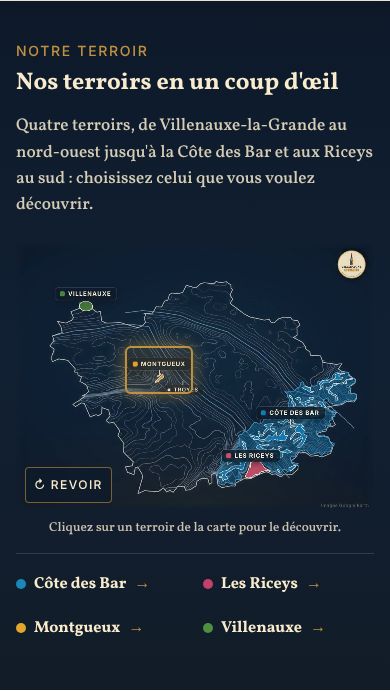 NOTRE TERROIR
Nos terroirs en un coup d'œil
Quatre terroirs, de Villenauxe-la-Grande au
nord-ouest jusqu'à la Côte des Bar et aux Riceys
au sud : choisissez celui que vous voulez
découvrir.
VILLENAUXE
MONTGUEUX
TROYES
CÔTE DES BAR
LES RICEYS
↻ REVOIR
Images Google Earth
Cliquez sur un terroir de la carte pour le découvrir.
Côte des Bar →
Les Riceys →
Montgueux →
Villenauxe →